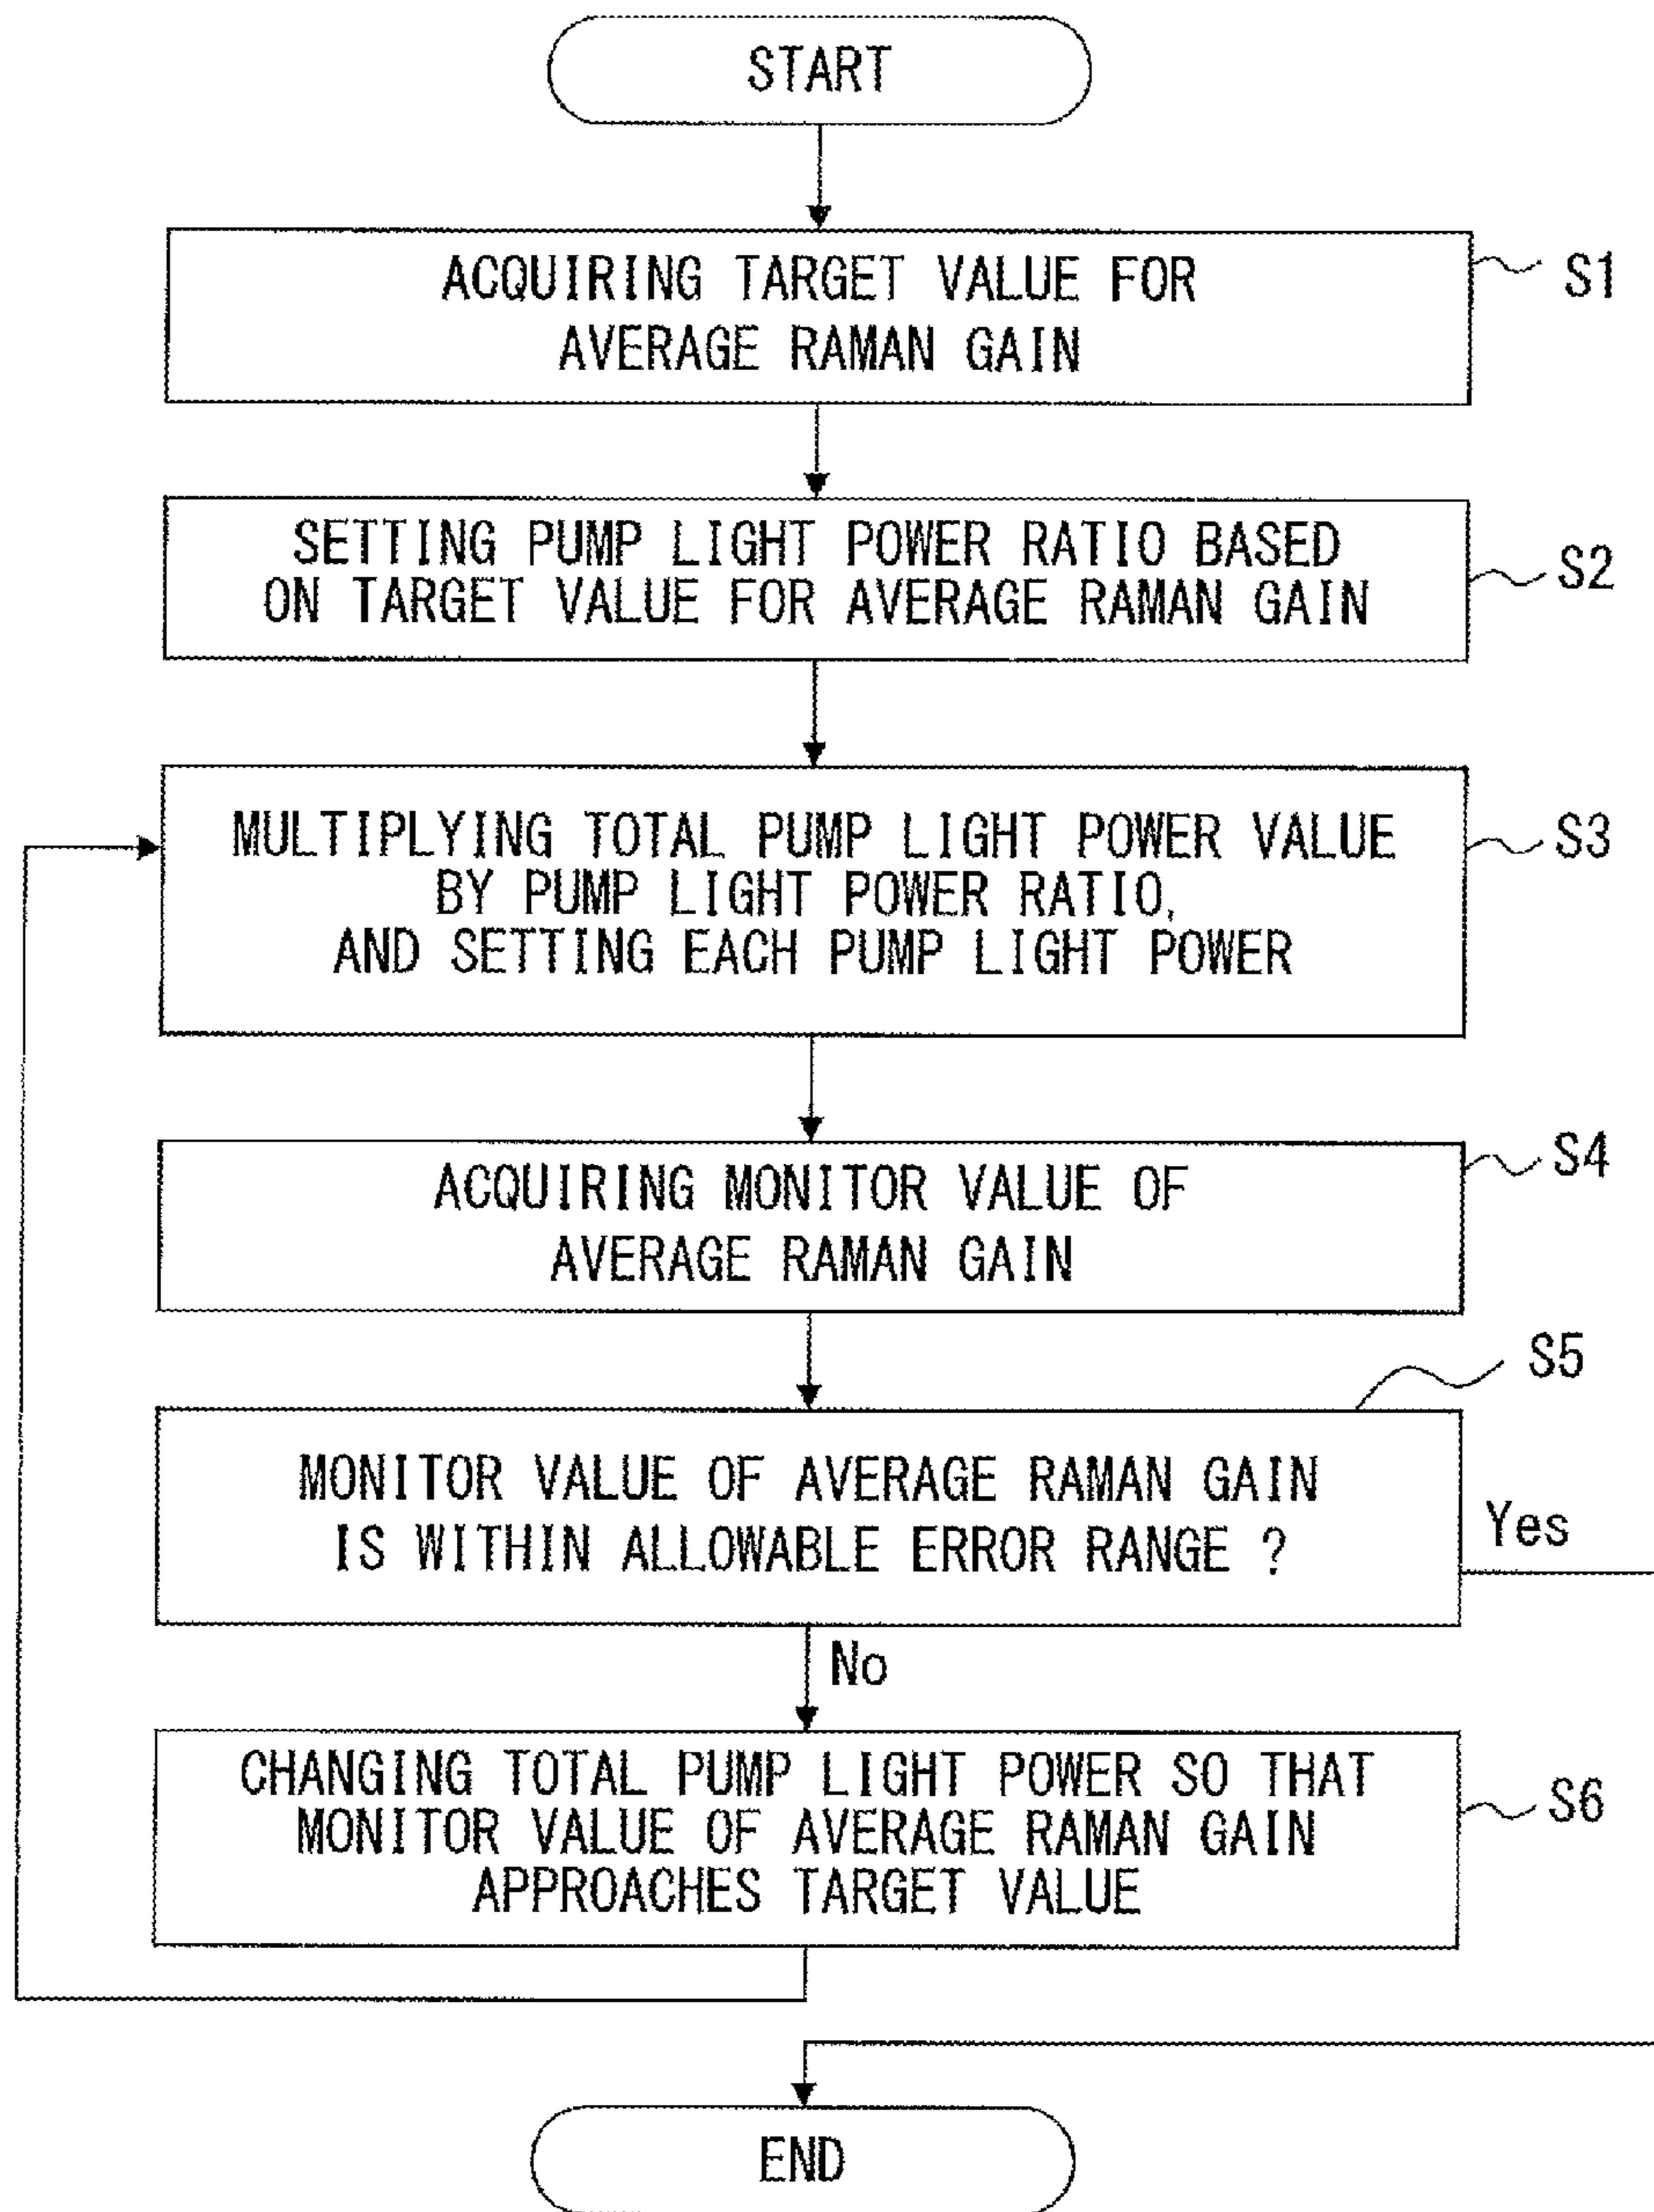 START
ACQUIRING TARGET VALUE FOR
AVERAGE RAMAN GAIN
S1
SETTING PUMP LIGHT POWER RATIO BASED
ON TARGET VALUE FOR AVERAGE RAMAN GAIN
S2
MULTIPLYING TOTAL PUMP LIGHT POWER VALUE
BY PUMP LIGHT POWER RATIO,
AND SETTING EACH PUMP LIGHT POWER
S3
ACQUIRING MONITOR VALUE OF
AVERAGE RAMAN GAIN
S4
S5
MONITOR VALUE OF AVERAGE RAMAN GAIN
IS WITHIN ALLOWABLE ERROR RANGE ?
Yes
No
CHANGING TOTAL PUMP LIGHT POWER SO THAT
MONITOR VALUE OF AVERAGE RAMAN GAIN
APPROACHES TARGET VALUE
S6
END